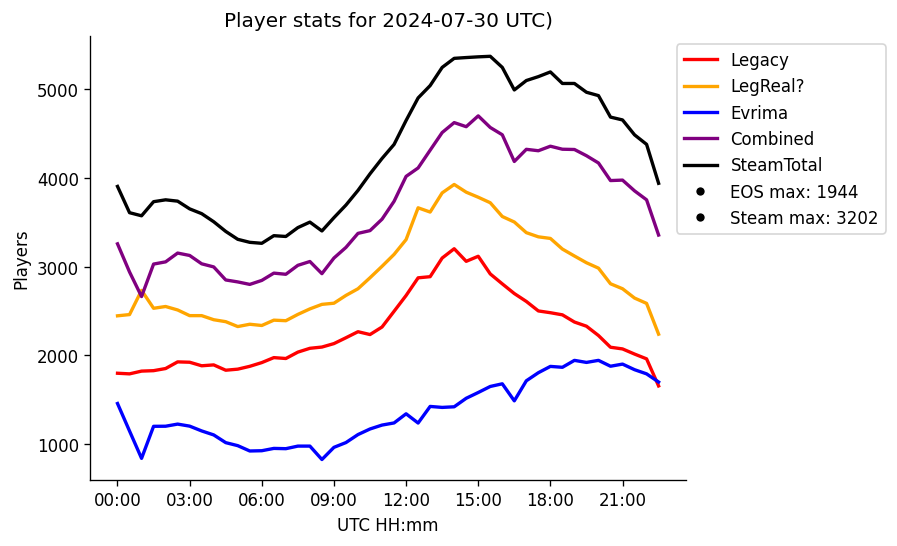 Player stats for 2024-07-30 UTC)
Legacy
LegReal?
Evrima
Combined
SteamTotal
EOS max: 1944
Steam max: 3202
Players
5000
4000
3000
2000
1000
00:00 03:00 06:00 09:00 12:00 15:00 18:00 21:00
UTC HH:mm